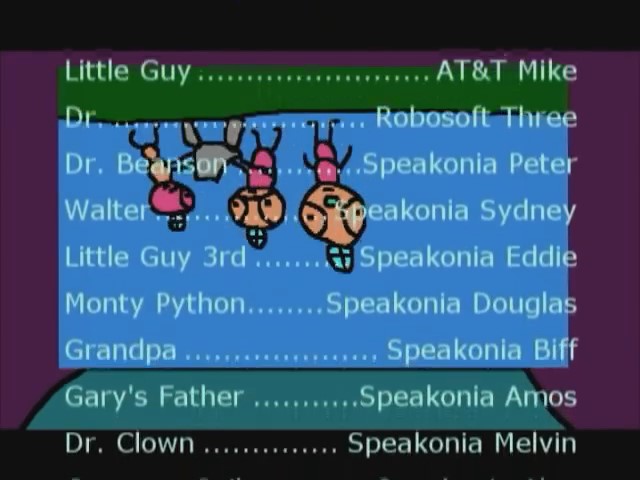 Little Guy ........................ AT&T Mike
Dr. ........................... Robosoft Three
Dr. Beanson .............Speakonia Peter
Walter ...................Speakonia Sydney
Little Guy 3rd .......... Speakonia Eddie
Monty Python........Speakonia Douglas
Grandpa .................... Speakonia Biff
Gary's Father ...........Speakonia Amos
Dr. Clown .............. Speakonia Melvin